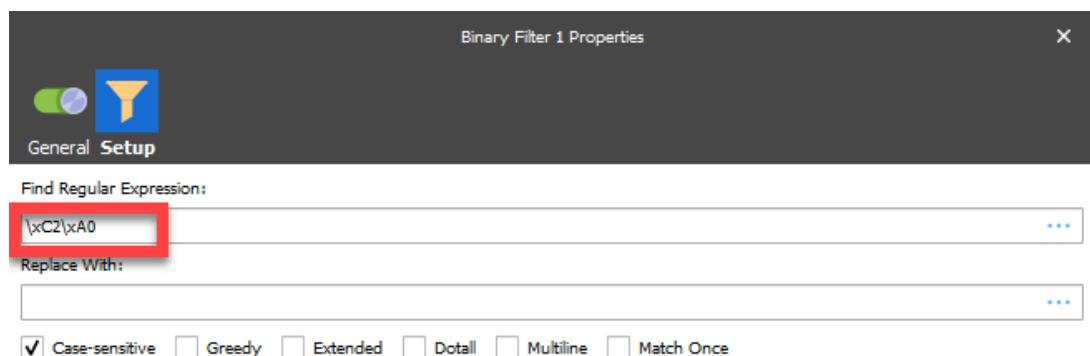 Binary Filter 1 Properties
General Setup
Find Regular Expression:
\xC2\xA0
Replace With:
Case-sensitive Greedy Extended Dotall Multiline Match Once